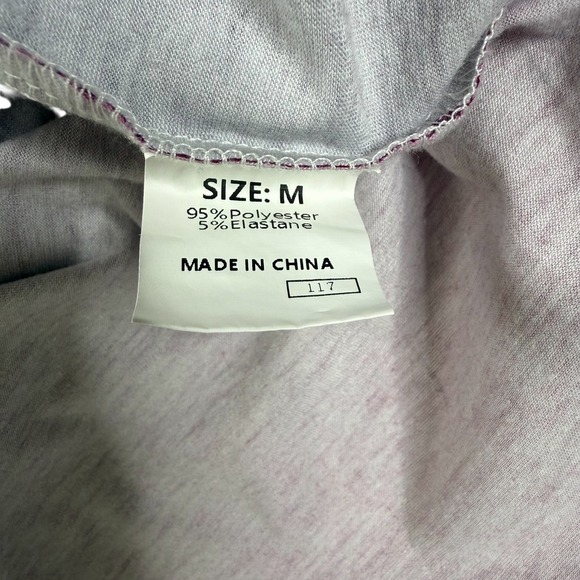 SIZE: M
95%Polyester
5%Elastane
MADE IN CHINA
117